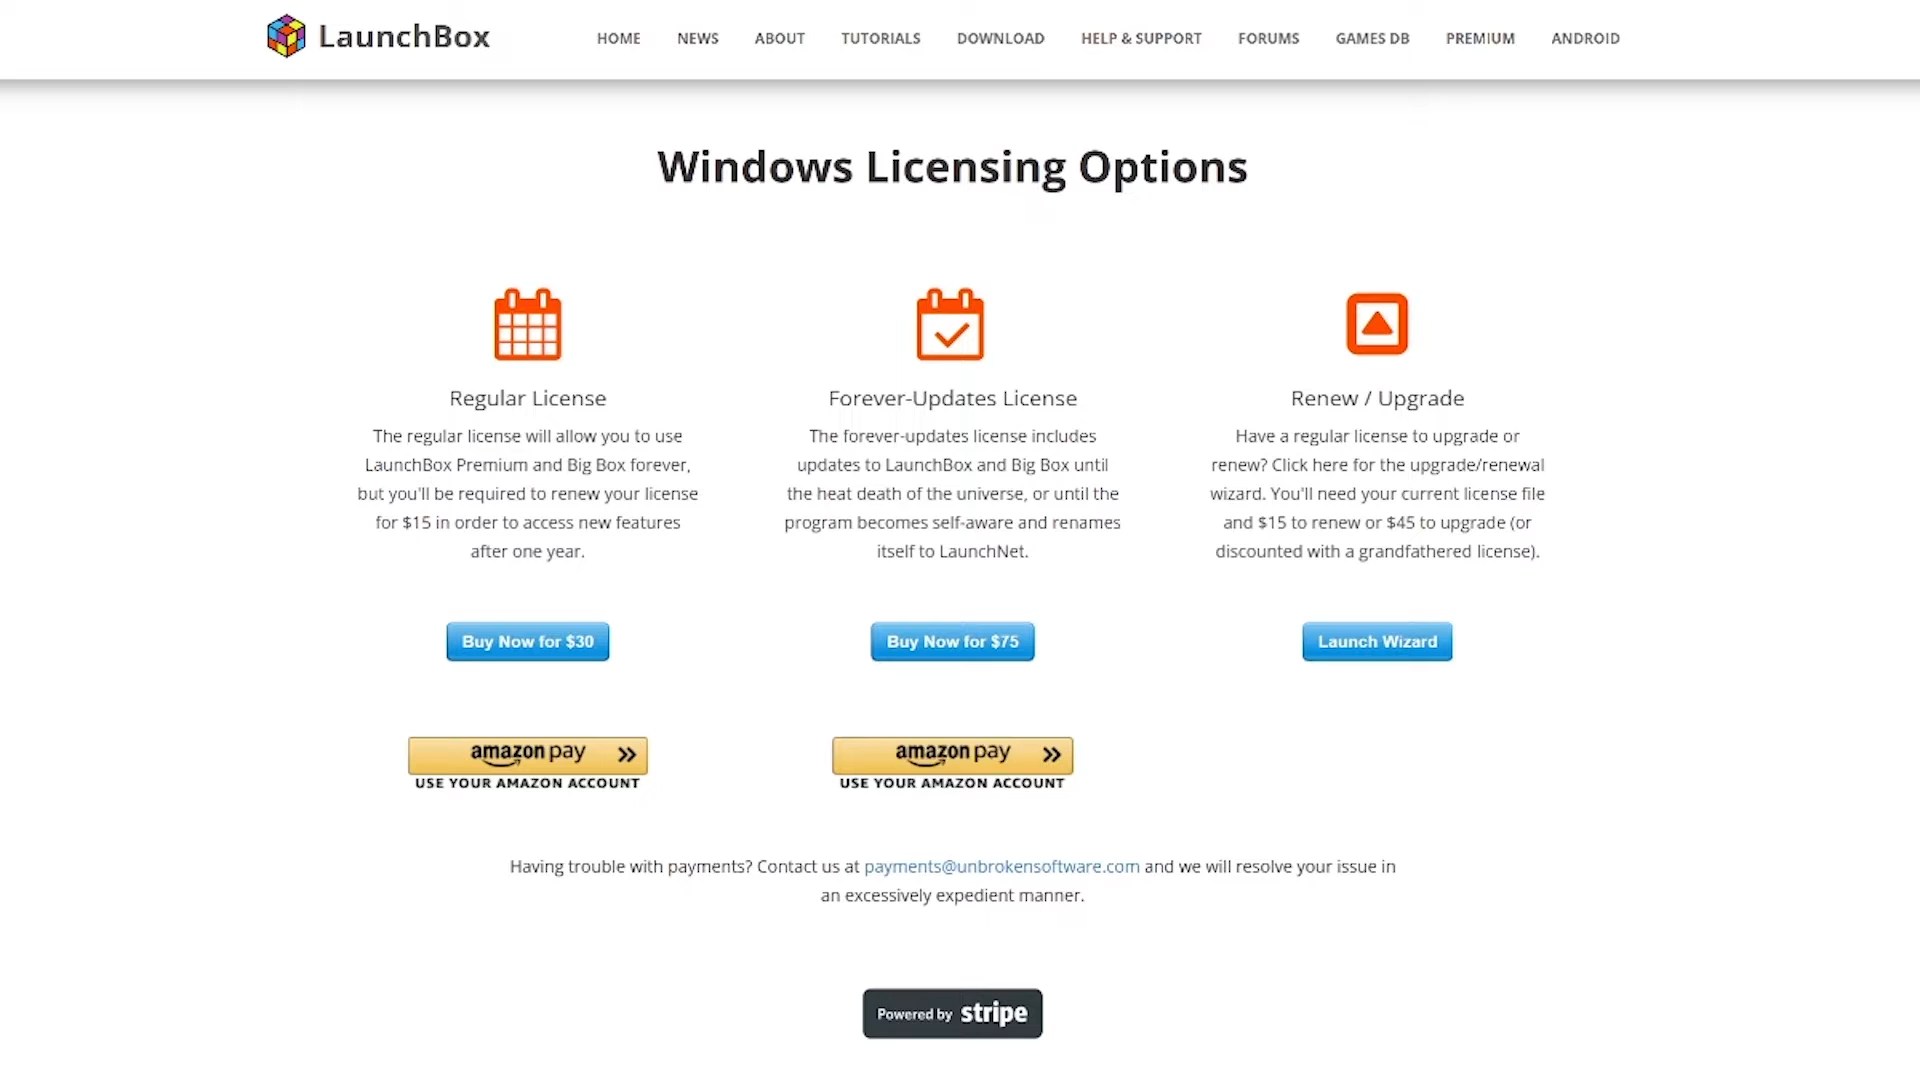 LaunchBox
HOME NEWS ABOUT TUTORIALS DOWNLOAD HELP & SUPPORT FORUMS GAMES DB PREMIUM ANDROID
Windows Licensing Options
Regular License
The regular license will allow you to use
LaunchBox Premium and Big Box forever,
but you'll be required to renew your license
for $15 in order to access new features
after one year.
Buy Now for $30
amazon pay
USE YOUR AMAZON ACCOUNT
Forever-Updates License
The forever-updates license includes
updates to LaunchBox and Big Box until
the heat death of the universe, or until the
program becomes self-aware and renames
itself to LaunchNet.
Buy Now for $75
amazon pay
USE YOUR AMAZON ACCOUNT
Renew / Upgrade
Have a regular license to upgrade or
renew? Click here for the upgrade/renewal
wizard. You'll need your current license file
and $15 to renew or $45 to upgrade (or
discounted with a grandfathered license).
Launch Wizard
Having trouble with payments? Contact us at payments@unbrokensoftware.com and we will resolve your issue in
an excessively expedient manner.
Powered by stripe